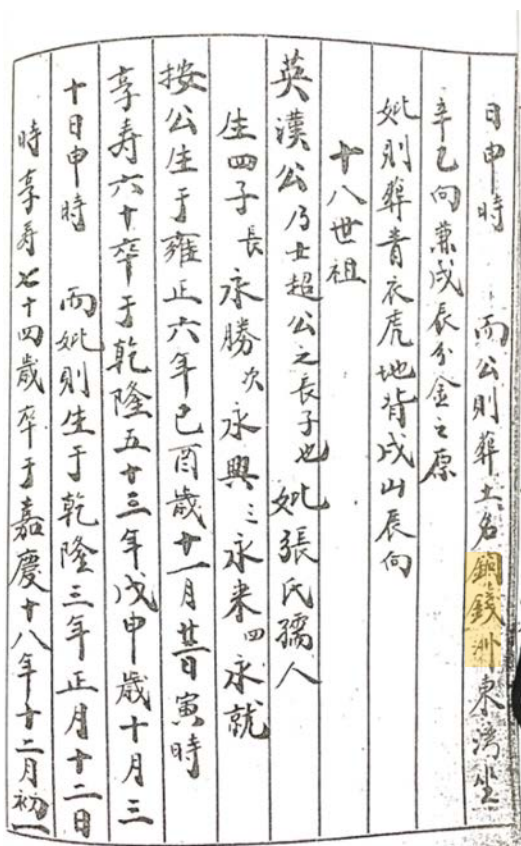 日申時 而公則葬土名銅錢洲東湾坐
辛乙向兼戌辰分金之原
妣則葬青衣虎地背戌山辰向
十八世祖
英漢公乃士超公之長子也妣張氏孺人
生四子長永勝次永興三永来四永就
按公生于雍正六年己酉歲十一月廿一日寅時
享寿六十卒于乾隆五十三年戊申歲十月三
十日申時 而妣則生于乾隆三年正月十二日
時享寿七十四歲卒于嘉慶十八年十二月初一